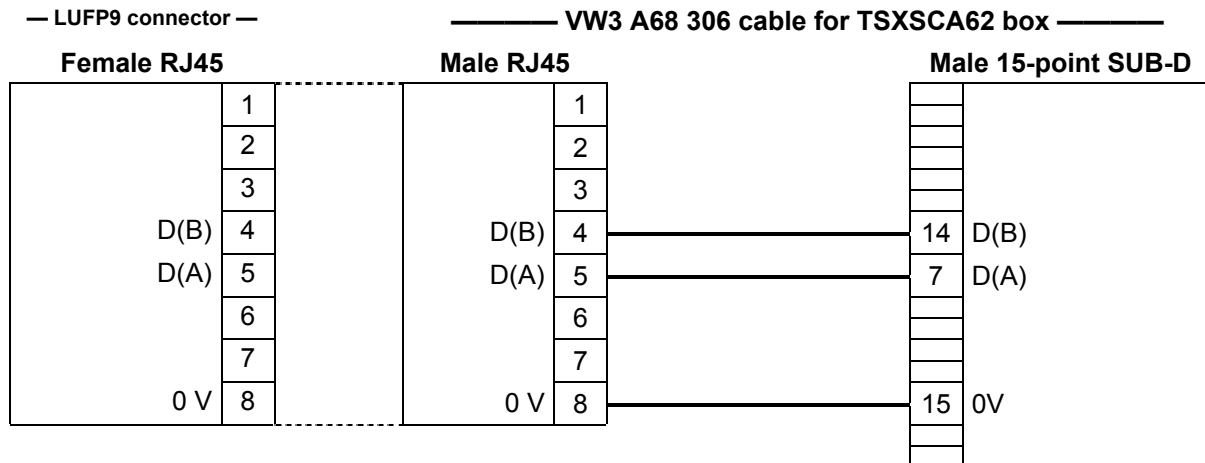 — LUFP9 connector — ———— VW3 A68 306 cable for TSXSCA62 box ————
Female RJ45 Male RJ45 Male 15-point SUB-D
1 1
2 2
3 3
D(B) 4 D(B) 4 14 D(B)
D(A) 5 D(A) 5 7 D(A)
6 6
7 7
0 V 8 0 V 8 15 0V